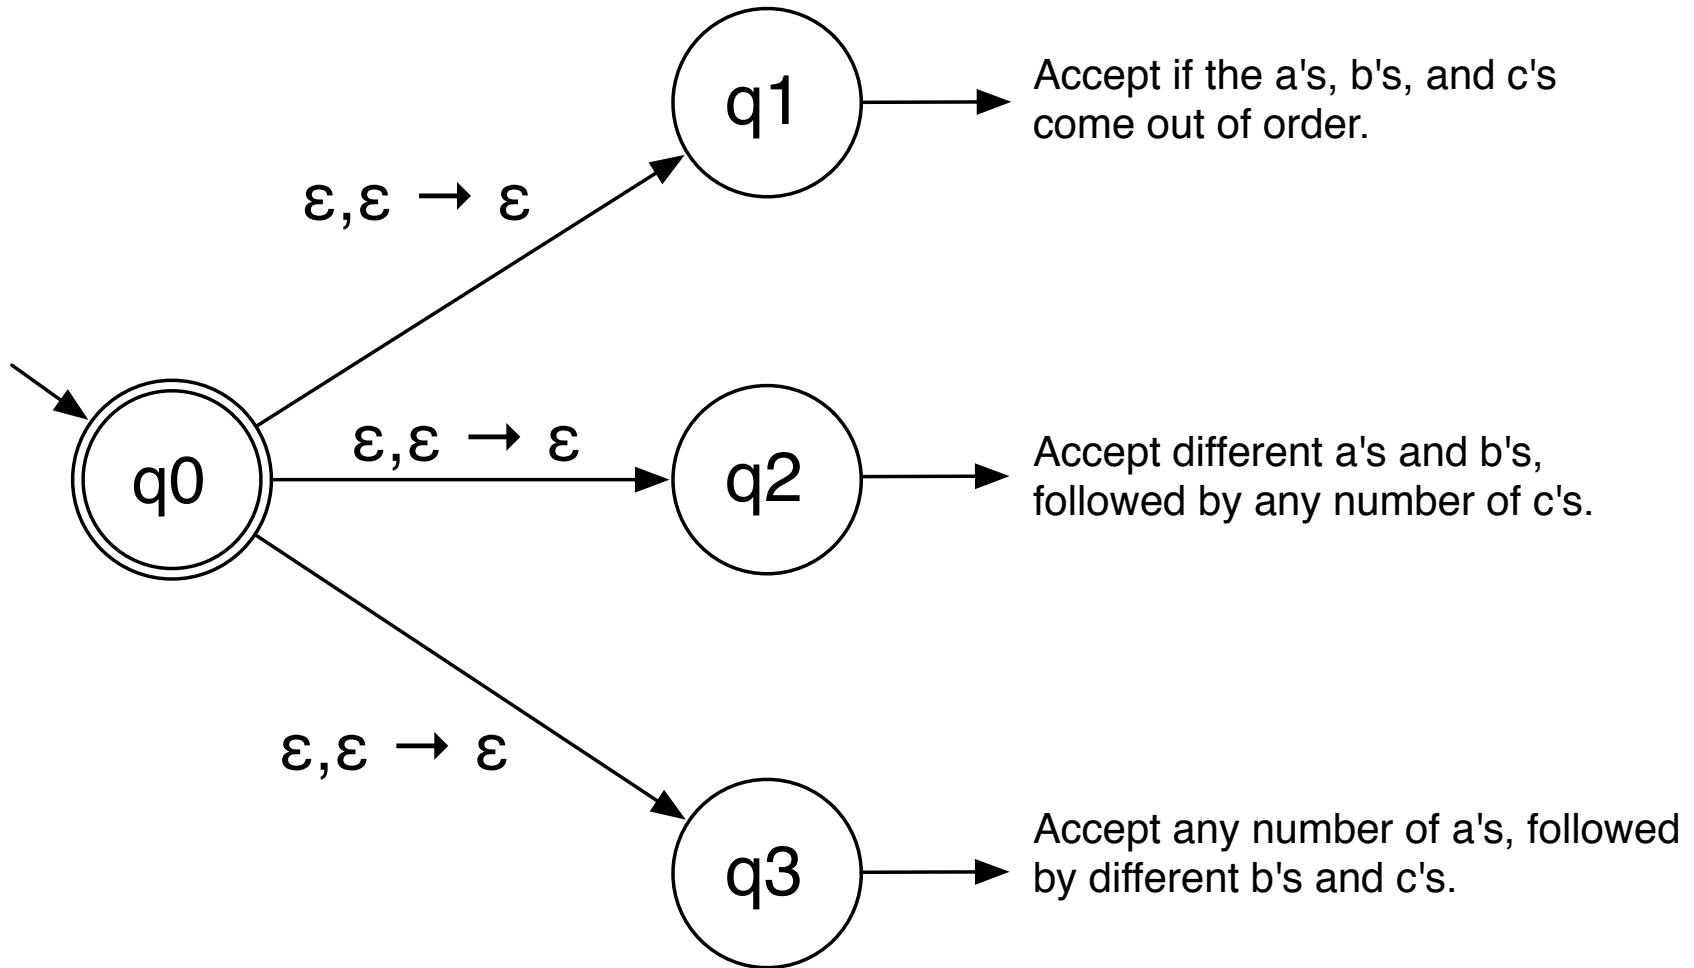 q1
Accept if the a's, b's, and c's
come out of order.
ε,ε → ε
q0
ε,ε → ε
q2
Accept different a's and b's,
followed by any number of c's.
ε,ε → ε
q3
Accept any number of a's, followed
by different b's and c's.